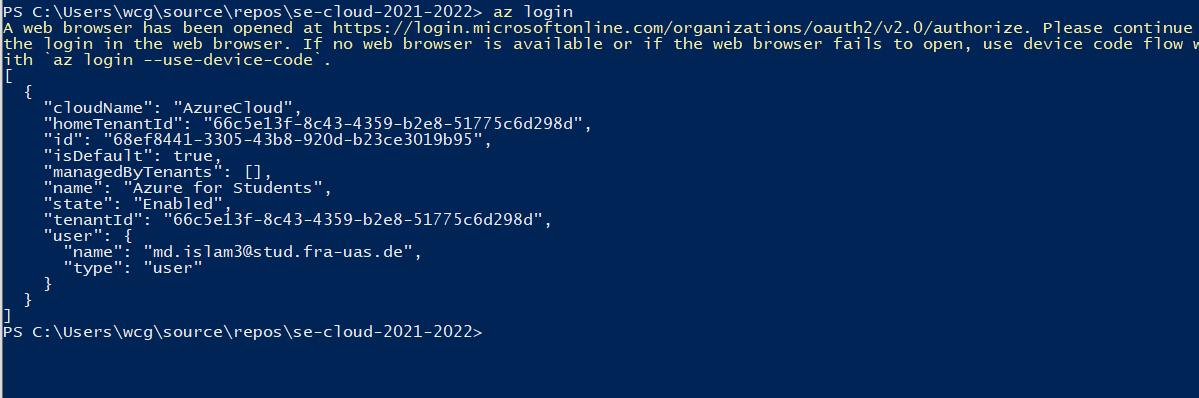 PS C:\Users\wcg\source\repos\se-cloud-2021-2022> az login
A web browser has been opened at https://login.microsoftonline.com/organizations/oauth2/v2.0/authorize. Please continue
the login in the web browser. If no web browser is available or if the web browser fails to open, use device code flow w
ith `az login --use-device-code`.
[
  {
    "cloudName": "AzureCloud",
    "homeTenantId": "66c5e13f-8c43-4359-b2e8-51775c6d298d",
    "id": "68ef8441-3305-43b8-920d-b23ce3019b95",
    "isDefault": true,
    "managedByTenants": [],
    "name": "Azure for Students",
    "state": "Enabled",
    "tenantId": "66c5e13f-8c43-4359-b2e8-51775c6d298d",
    "user": {
      "name": "md.islam3@stud.fra-uas.de",
      "type": "user"
    }
  }
]
PS C:\Users\wcg\source\repos\se-cloud-2021-2022>